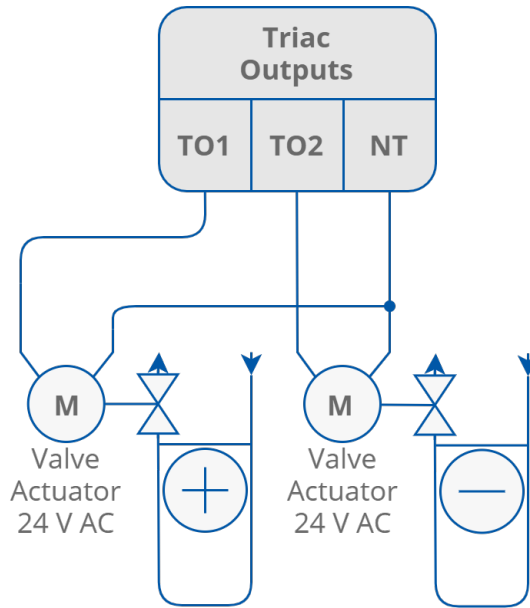 Triac
Outputs
TO1 TO2 NT
M M
Valve Valve
Actuator Actuator
24 V AC 24 V AC